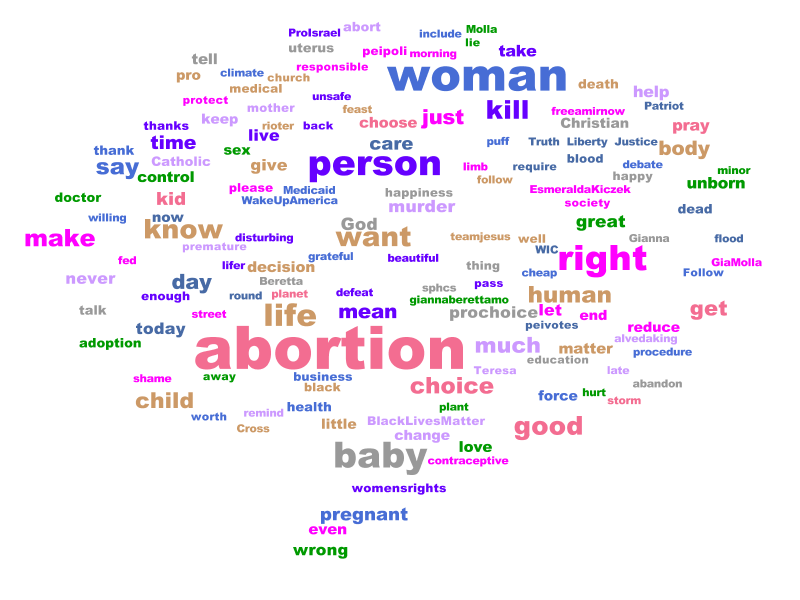 ProIsrael abort include Molla
uterus peipoli morning lie take
tell responsible
pro climate church woman death
medical help
protect unsafe kill Patriot
mother feast freeamirnow
keep choose just Christian pray
thanks rioter back
live
time care puff Truth Liberty Justice body
thank sex
say Catholic give person blood debate happy
control limb require minor
follow unborn
please Medicaid EsmeraldaKiczek
doctor kid WakeUpAmerica happiness society
murder dead
willing now
God great
know want teamjesus well Gianna flood
make disturbing
premature WIC
fed grateful beautiful right GiaMolla
lifer decision thing
never cheap Follow
day Beretta sphcs pass
enough round planet defeat giannaberettamo human
talk street life mean prochoice let end get
today peivotes reduce
adoption alvedaking
abortion much matter procedure
education
Teresa late
shame away business
black choice abandon
child force hurt
health plant storm
worth remind little BlackLivesMatter good
Cross change
baby love
contraceptive
womensrights
pregnant
even
wrong